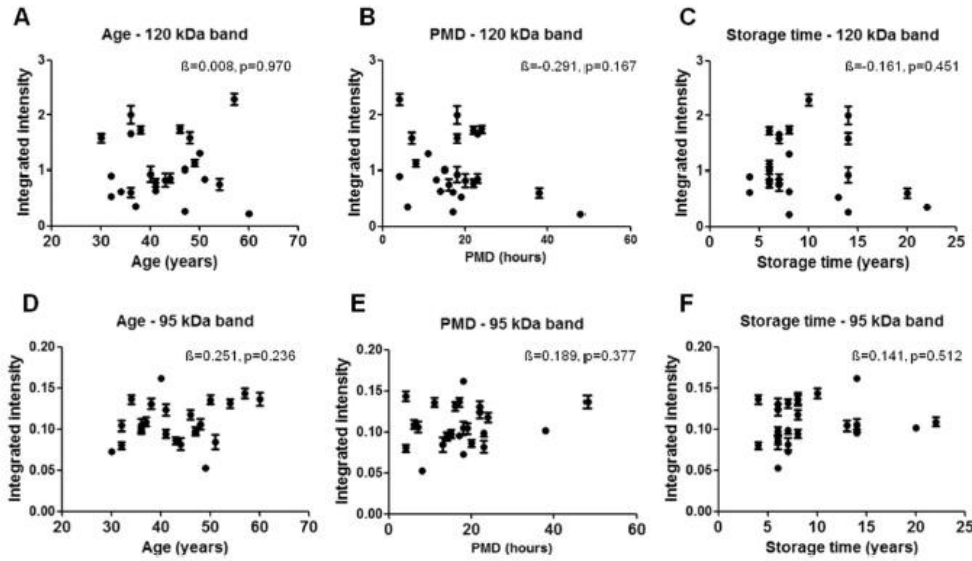 A
Age - 120 kDa band
ß=0.008, p=0.970
Integrated intensity
3
2
1
0
20 30 40 50 60 70
Age (years)
B
PMD - 120 kDa band
ß=-0.291, p=0.167
Integrated intensity
3
2
1
0
0 20 40 60
PMD (hours)
C
Storage time - 120 kDa band
ß=-0.161, p=0.451
Integrated intensity
3
2
1
0
0 5 10 15 20 25
Storage time (years)
D
Age - 95 kDa band
ß=0.251, p=0.236
Integrated intensity
0.20
0.15
0.10
0.05
0.00
20 30 40 50 60 70
Age (years)
E
PMD - 95 kDa band
ß=0.189, p=0.377
Integrated intensity
0.20
0.15
0.10
0.05
0.00
0 20 40 60
PMD (hours)
F
Storage time - 95 kDa band
ß=0.141, p=0.512
Integrated intensity
0.20
0.15
0.10
0.05
0.00
0 5 10 15 20 25
Storage time (years)